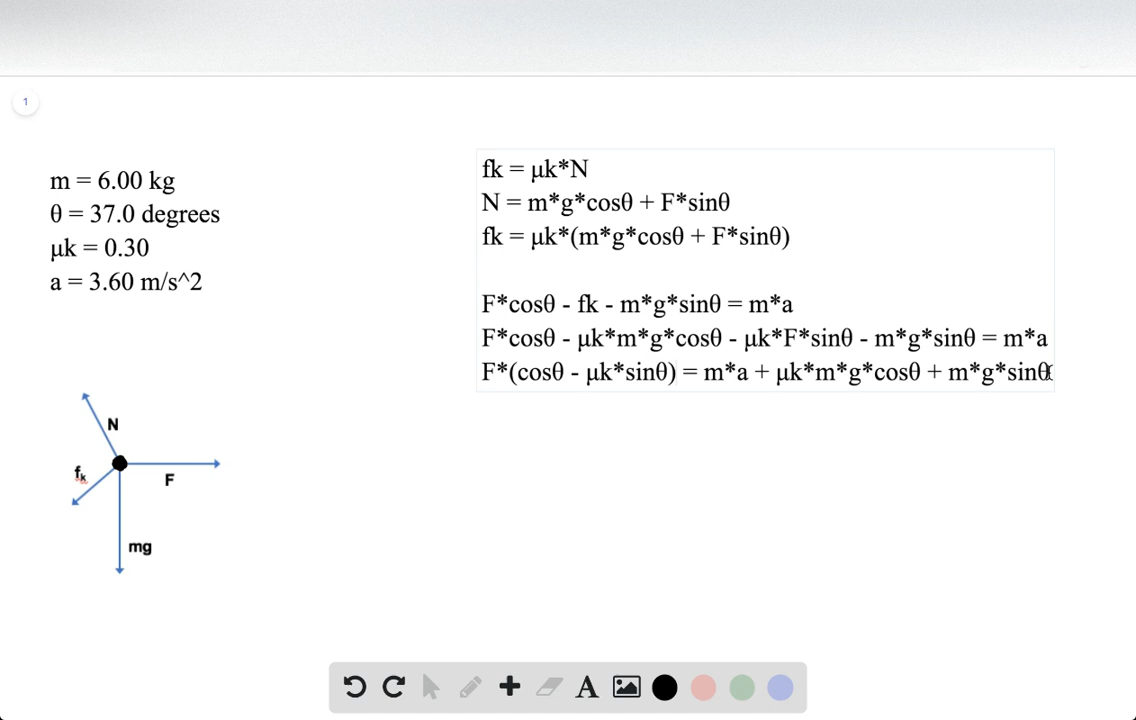 1
m = 6.00 kg
θ = 37.0 degrees
μk = 0.30
a = 3.60 m/s^2
fk = μk*N
N = m*g*cosθ + F*sinθ
fk = μk*(m*g*cosθ + F*sinθ)
F*cosθ - fk - m*g*sinθ = m*a
F*cosθ - μk*m*g*cosθ - μk*F*sinθ - m*g*sinθ = m*a
F*(cosθ - μk*sinθ) = m*a + μk*m*g*cosθ + m*g*sinθ
N
fk
F
mg
A